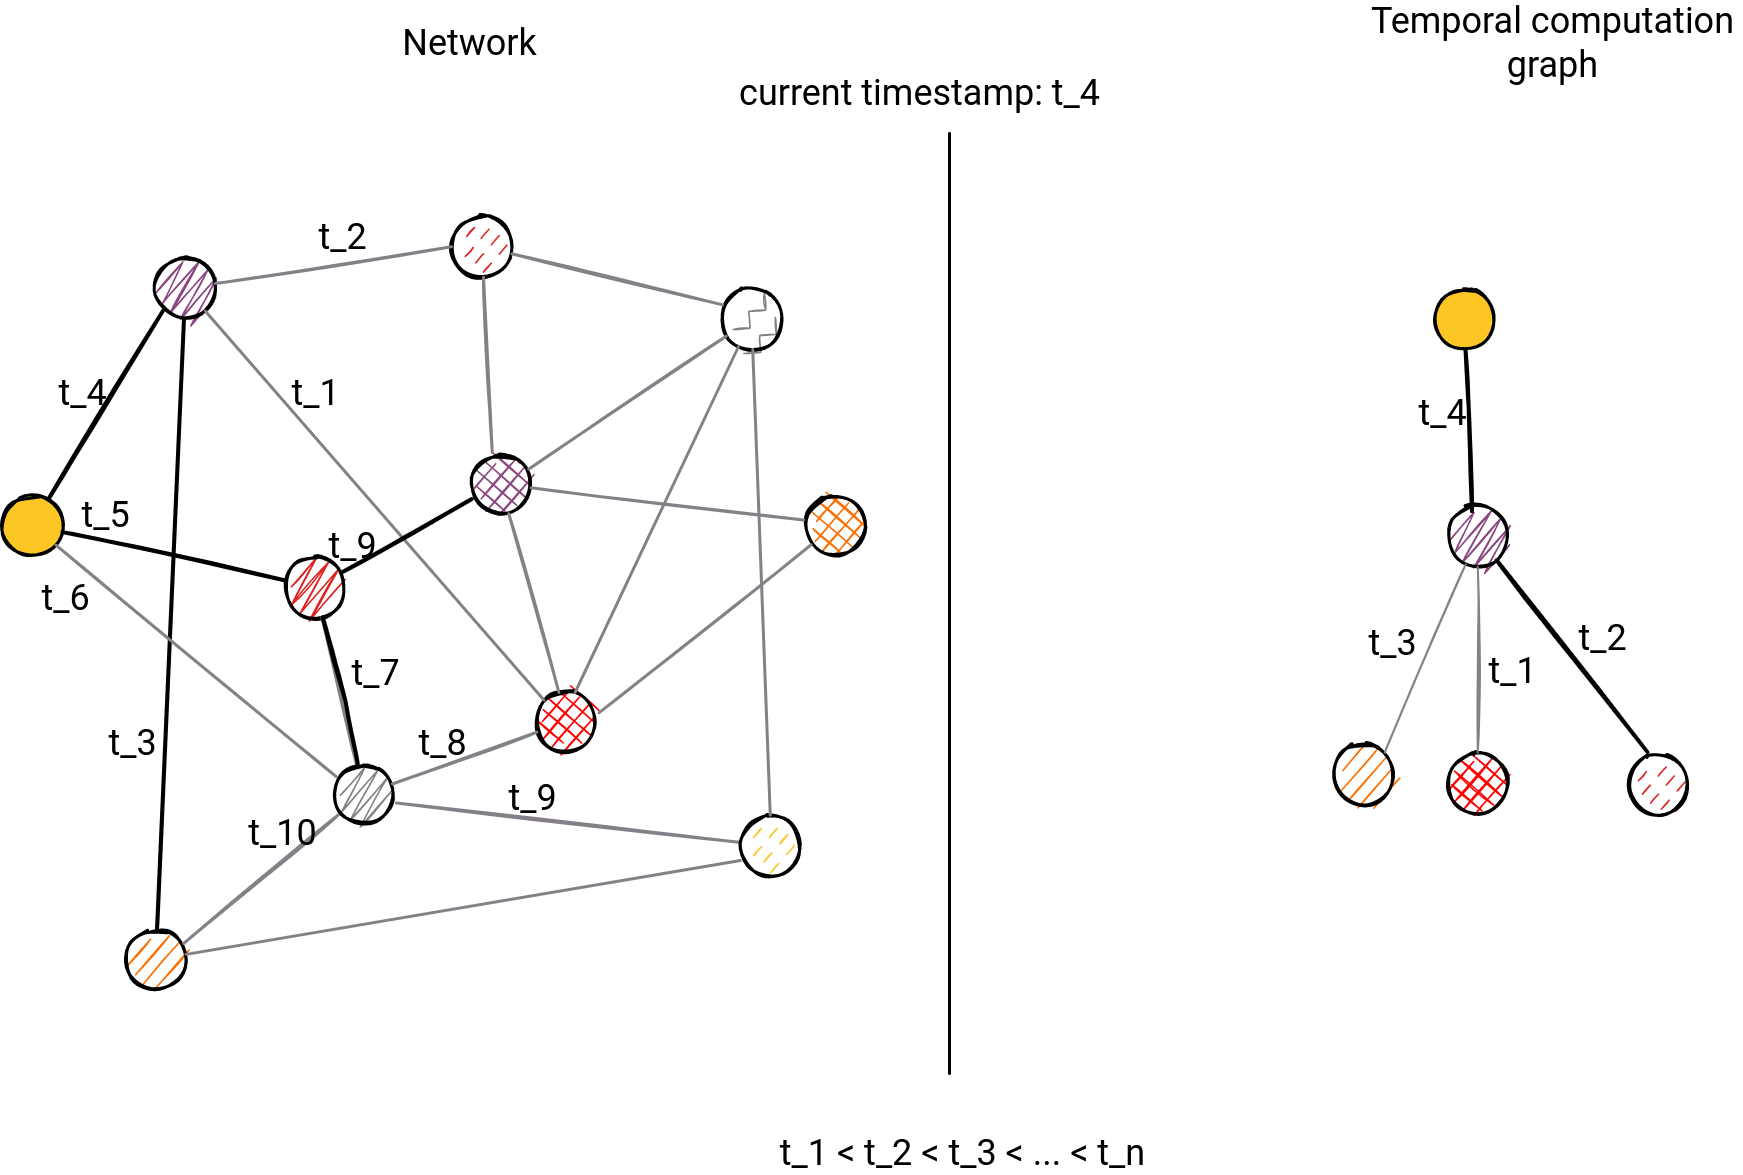 Network
Temporal computation
graph
current timestamp: t_4
t_2
t_4
t_1
t_5
t_9
t_6
t_7
t_3
t_8
t_9
t_10
t_4
t_3
t_1
t_2
t_1 < t_2 < t_3 < ... < t_n